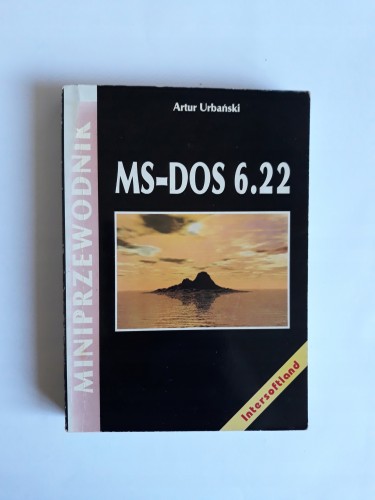 Artur Urbański
MS-DOS 6.22
MINIPRZEWODNIK
Intersoftland